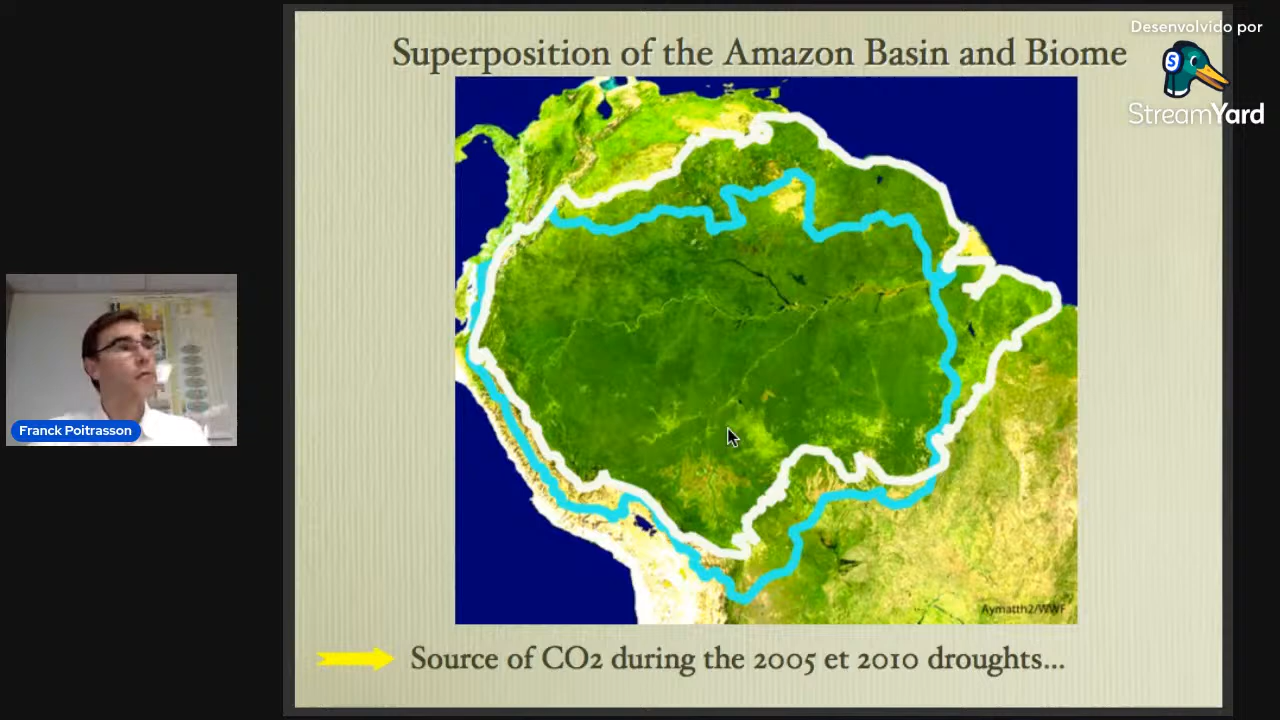 Superposition of the Amazon Basin and Biome
Desenvolvido por
S
StreamYard
Franck Poitrasson
Aymatth2/WWF
Source of CO2 during the 2005 et 2010 droughts...